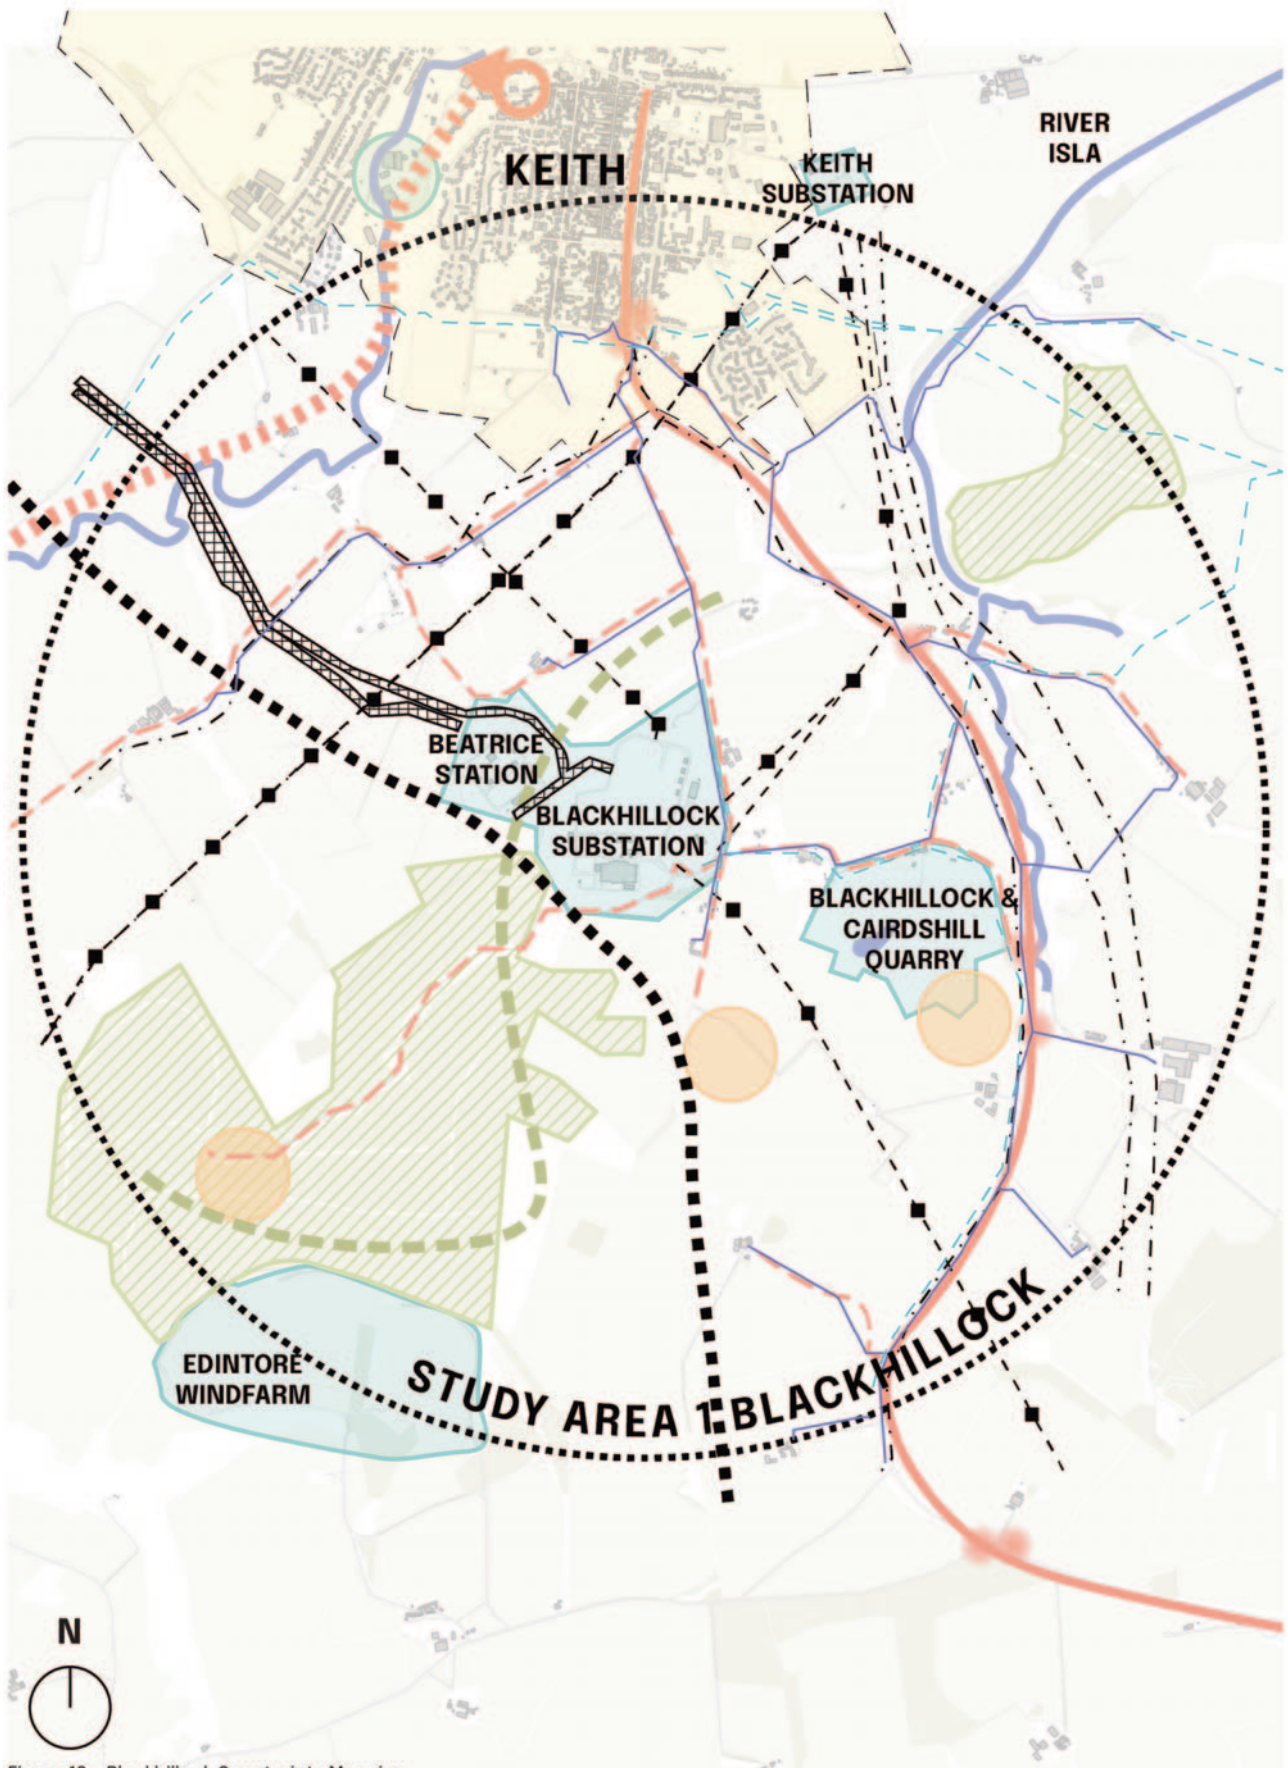 RIVER
ISLA
KEITH
KEITH
SUBSTATION
BEATRICE
STATION
BLACKHILLOCK
SUBSTATION
BLACKHILLOCK &
CAIRDSHILL
QUARRY
EDINTORE
WINDFARM
STUDY AREA 1: BLACKHILLOCK
N